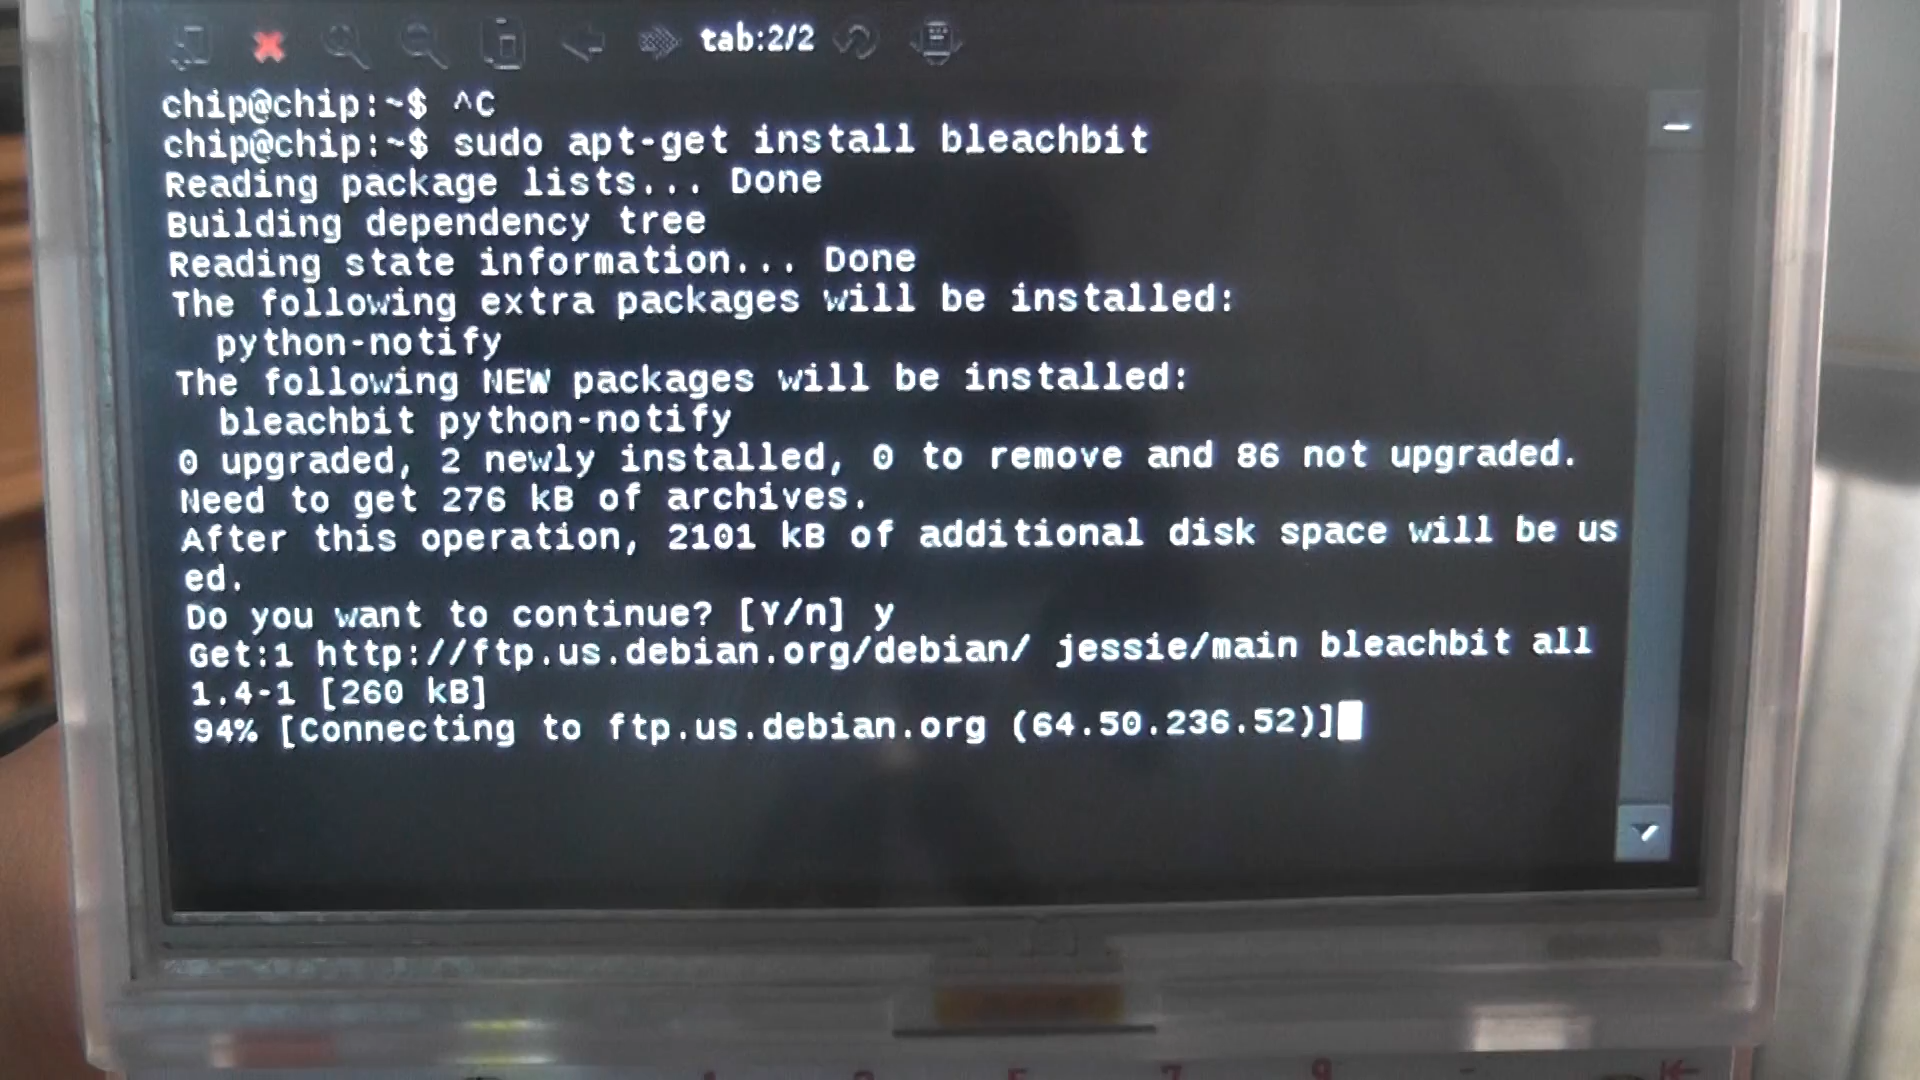 tab:2/2
chip@chip:~$ ^C
chip@chip:~$ sudo apt-get install bleachbit
Reading package lists... Done
Building dependency tree
Reading state information... Done
The following extra packages will be installed:
  python-notify
The following NEW packages will be installed:
  bleachbit python-notify
0 upgraded, 2 newly installed, 0 to remove and 86 not upgraded.
Need to get 276 kB of archives.
After this operation, 2101 kB of additional disk space will be us
ed.
Do you want to continue? [Y/n] y
Get:1 http://ftp.us.debian.org/debian/ jessie/main bleachbit all
1.4-1 [260 kB]
94% [Connecting to ftp.us.debian.org (64.50.236.52)]